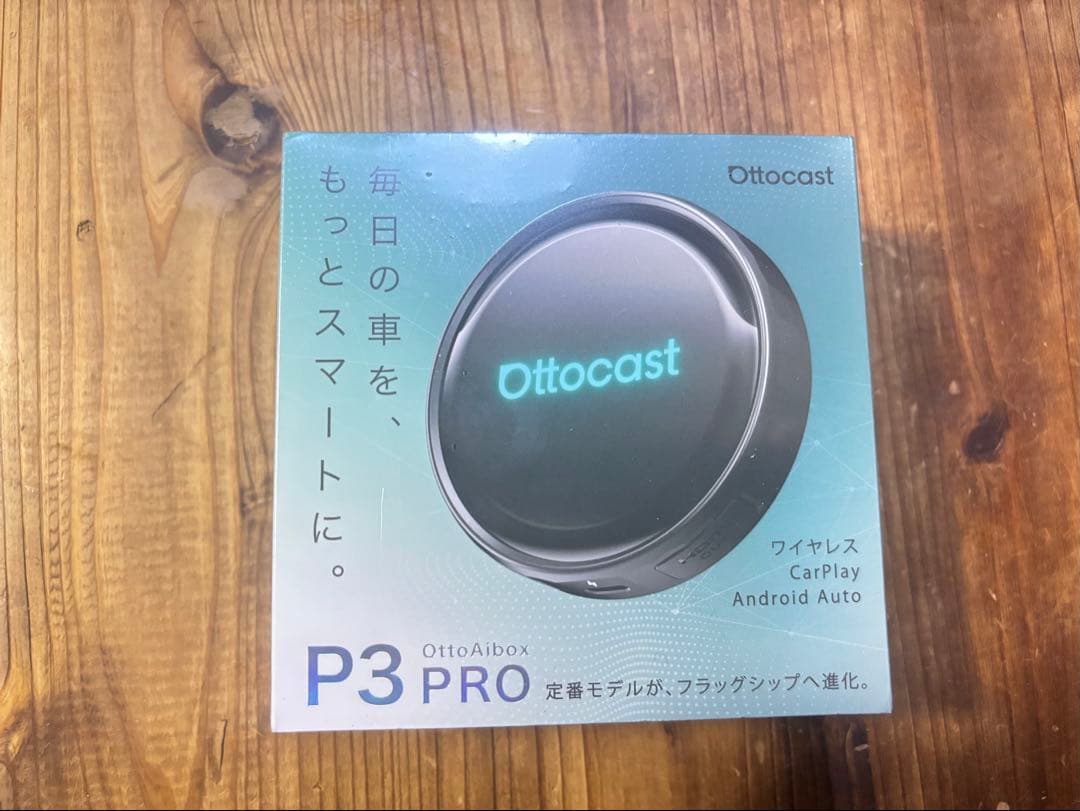 Ottocast
毎日の車を、
もっとスマートに。
Ottocast
ワイヤレス
CarPlay
Android Auto
P3 OttoAibox PRO
定番モデルが、フラッグシップへ進化。